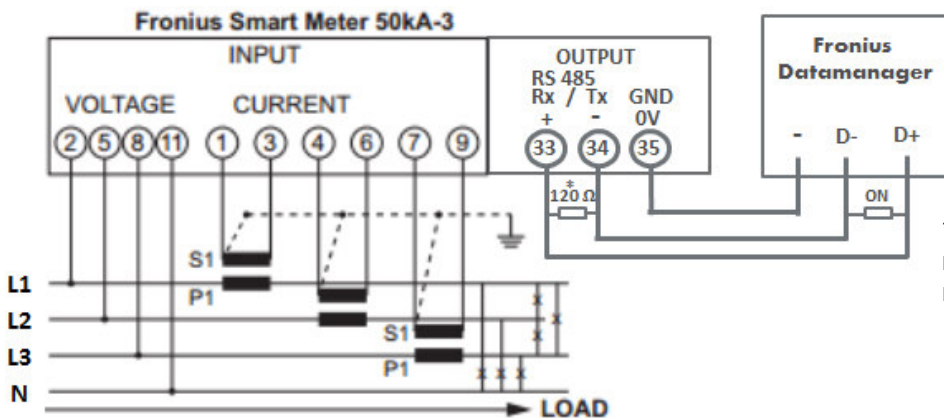 Fronius Smart Meter 50kA-3
INPUT
VOLTAGE CURRENT
2 5 8 11 1 3 4 6 7 9
OUTPUT
RS 485
Rx / Tx GND
+ - 0V
33 34 35
*
120 Ω
Fronius
Datamanager
- D- D+
ON
S1
L1
P1
L2
S1
L3
P1
N
LOAD